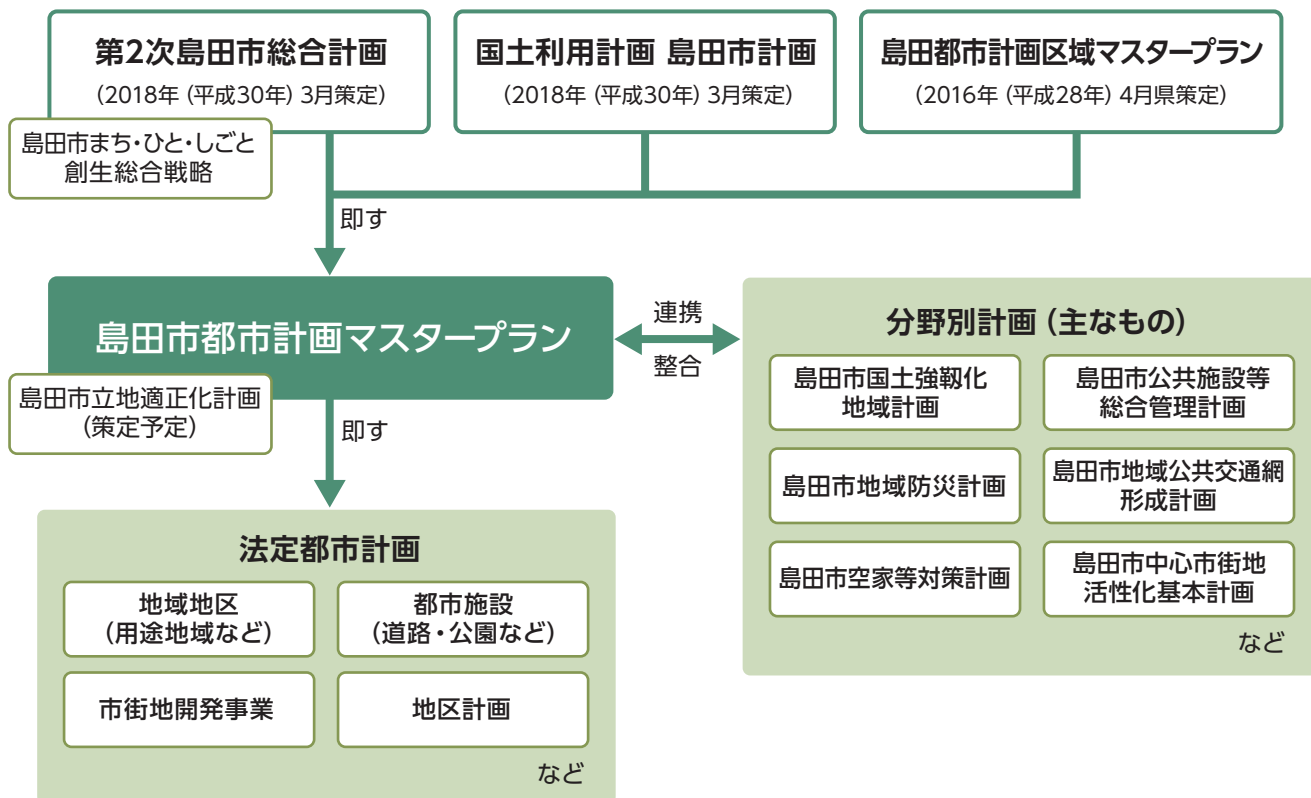 第2次島田市総合計画
（2018年（平成30年）3月策定）
島田市まち・ひと・しごと
創生総合戦略
国土利用計画 島田市計画
（2018年（平成30年）3月策定）
島田都市計画区域マスタープラン
（2016年（平成28年）4月県策定）
即す
島田市都市計画マスタープラン
島田市立地適正化計画
（策定予定）
連携
整合
即す
法定都市計画
地域地区
（用途地域など）
都市施設
（道路・公園など）
市街地開発事業
地区計画
など
分野別計画（主なもの）
島田市国土強靱化
地域計画
島田市公共施設等
総合管理計画
島田市地域防災計画
島田市地域公共交通網
形成計画
島田市空家等対策計画
島田市中心市街地
活性化基本計画
など